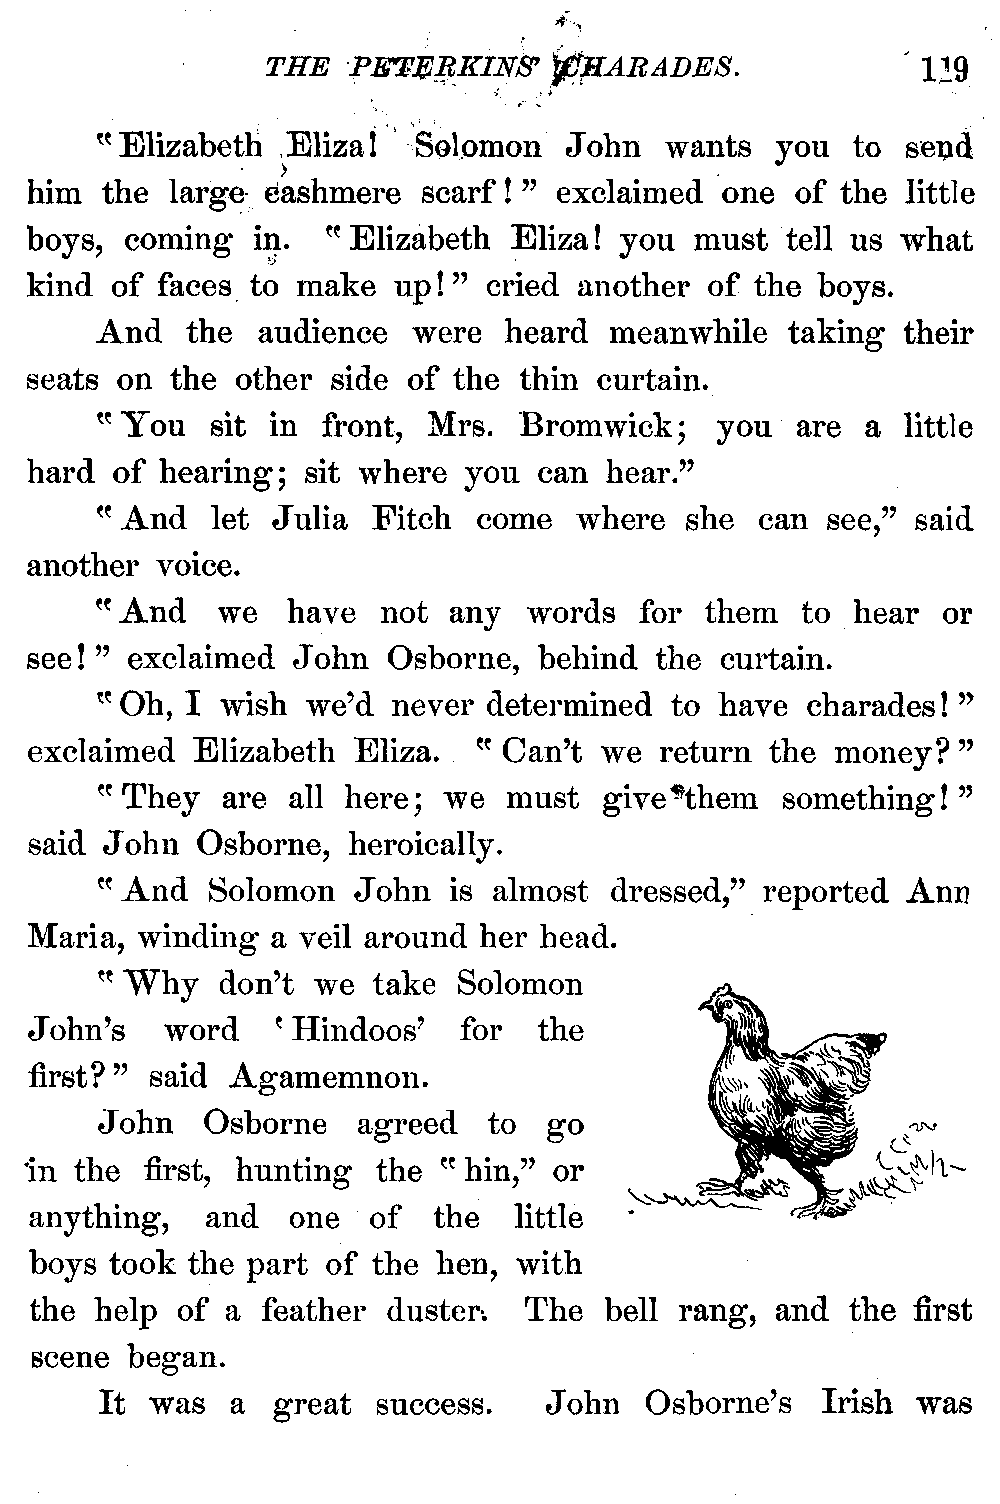 THE PETERKINS' CHARADES. 119
"Elizabeth Eliza! Solomon John wants you to send
him the large cashmere scarf!" exclaimed one of the little
boys, coming in. "Elizabeth Eliza! you must tell us what
kind of faces to make up!" cried another of the boys.
And the audience were heard meanwhile taking their
seats on the other side of the thin curtain.
"You sit in front, Mrs. Bromwick; you are a little
hard of hearing; sit where you can hear."
"And let Julia Fitch come where she can see," said
another voice.
"And we have not any words for them to hear or
see!" exclaimed John Osborne, behind the curtain.
"Oh, I wish we'd never determined to have charades!"
exclaimed Elizabeth Eliza. "Can't we return the money?"
"They are all here; we must give them something!"
said John Osborne, heroically.
"And Solomon John is almost dressed," reported Ann
Maria, winding a veil around her head.
"Why don't we take Solomon
John's word 'Hindoos' for the
first?" said Agamemnon.
John Osborne agreed to go
in the first, hunting the "hin," or
anything, and one of the little
boys took the part of the hen, with
the help of a feather duster. The bell rang, and the first
scene began.
It was a great success. John Osborne's Irish was